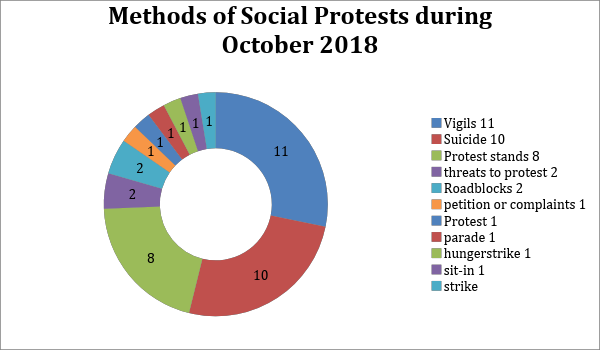 Methods of Social Protests during
October 2018
11
10
8
2
2
1
1
1
1
1
1
Vigils 11
Suicide 10
Protest stands 8
threats to protest 2
Roadblocks 2
petition or complaints 1
Protest 1
parade 1
hungerstrike 1
sit-in 1
strike